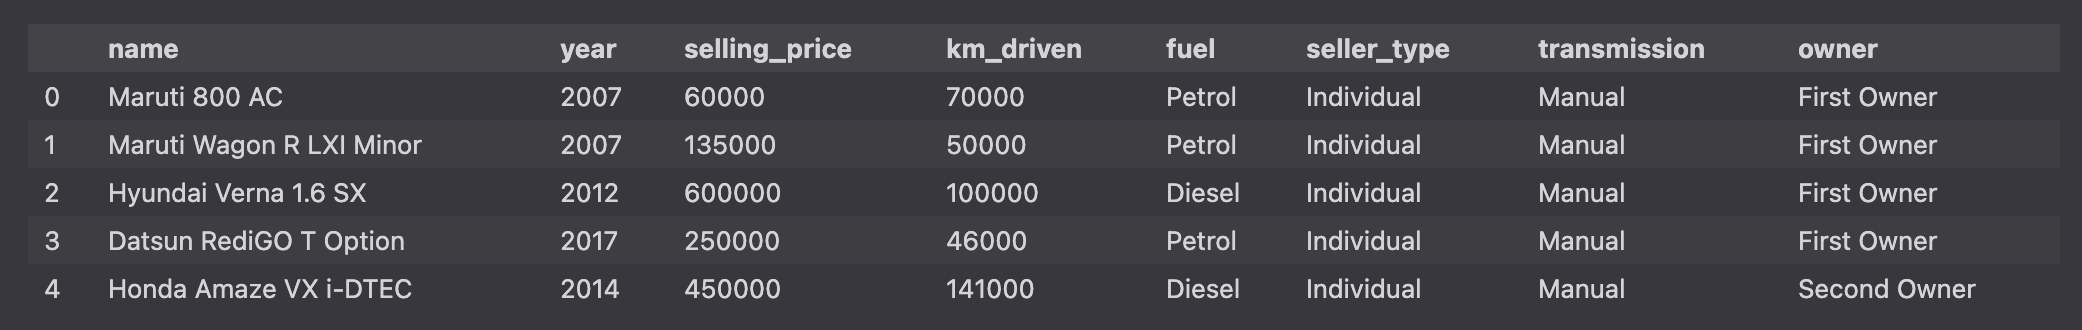 name year selling_price km_driven fuel seller_type transmission owner
0 Maruti 800 AC 2007 60000 70000 Petrol Individual Manual First Owner
1 Maruti Wagon R LXI Minor 2007 135000 50000 Petrol Individual Manual First Owner
2 Hyundai Verna 1.6 SX 2012 600000 100000 Diesel Individual Manual First Owner
3 Datsun RediGO T Option 2017 250000 46000 Petrol Individual Manual First Owner
4 Honda Amaze VX i-DTEC 2014 450000 141000 Diesel Individual Manual Second Owner